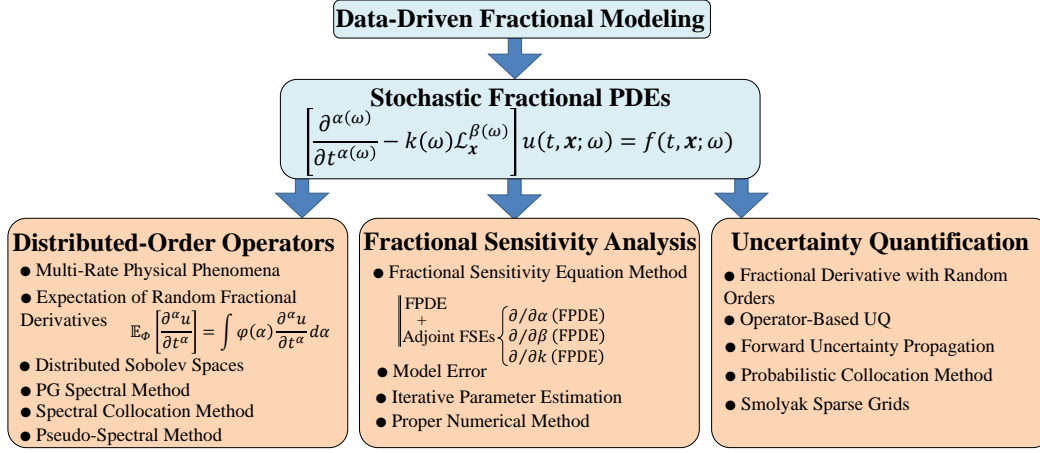 Data-Driven Fractional Modeling
Stochastic Fractional PDEs
[∂^α(ω)/∂t^α(ω) − k(ω)ℒ_𝒙^β(ω)] u(t, 𝒙; ω) = f(t, 𝒙; ω)
Distributed-Order Operators
● Multi-Rate Physical Phenomena
● Expectation of Random Fractional
Derivatives 𝔼_Φ [∂^α u/∂t^α] = ∫ φ(α) ∂^α u/∂t^α dα
● Distributed Sobolev Spaces
● PG Spectral Method
● Spectral Collocation Method
● Pseudo-Spectral Method
Fractional Sensitivity Analysis
● Fractional Sensitivity Equation Method
FPDE
+
Adjoint FSEs
∂/∂α (FPDE)
∂/∂β (FPDE)
∂/∂k (FPDE)
● Model Error
● Iterative Parameter Estimation
● Proper Numerical Method
Uncertainty Quantification
● Fractional Derivative with Random
Orders
● Operator-Based UQ
● Forward Uncertainty Propagation
● Probabilistic Collocation Method
● Smolyak Sparse Grids